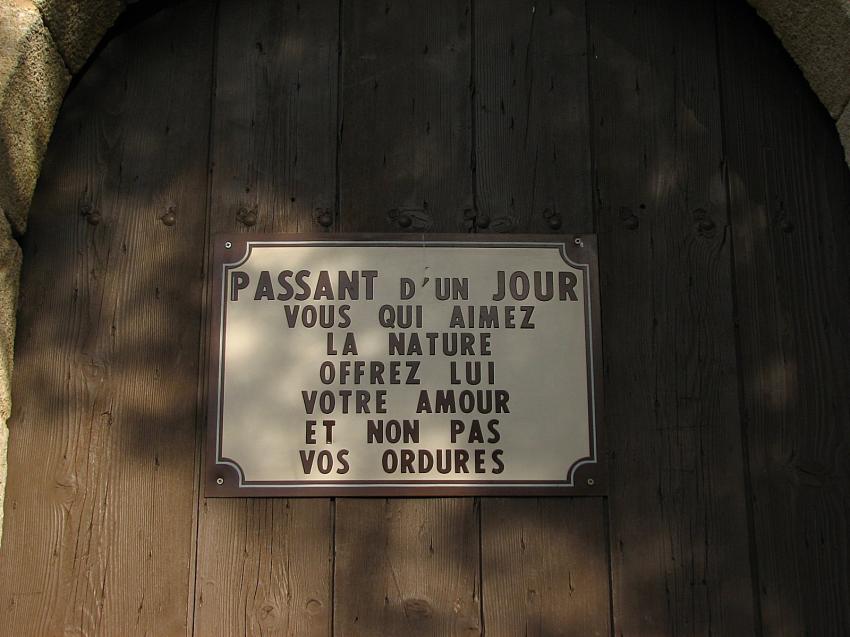 PASSANT D'UN JOUR
VOUS QUI AIMEZ
LA NATURE
OFFREZ LUI
VOTRE AMOUR
ET NON PAS
VOS ORDURES